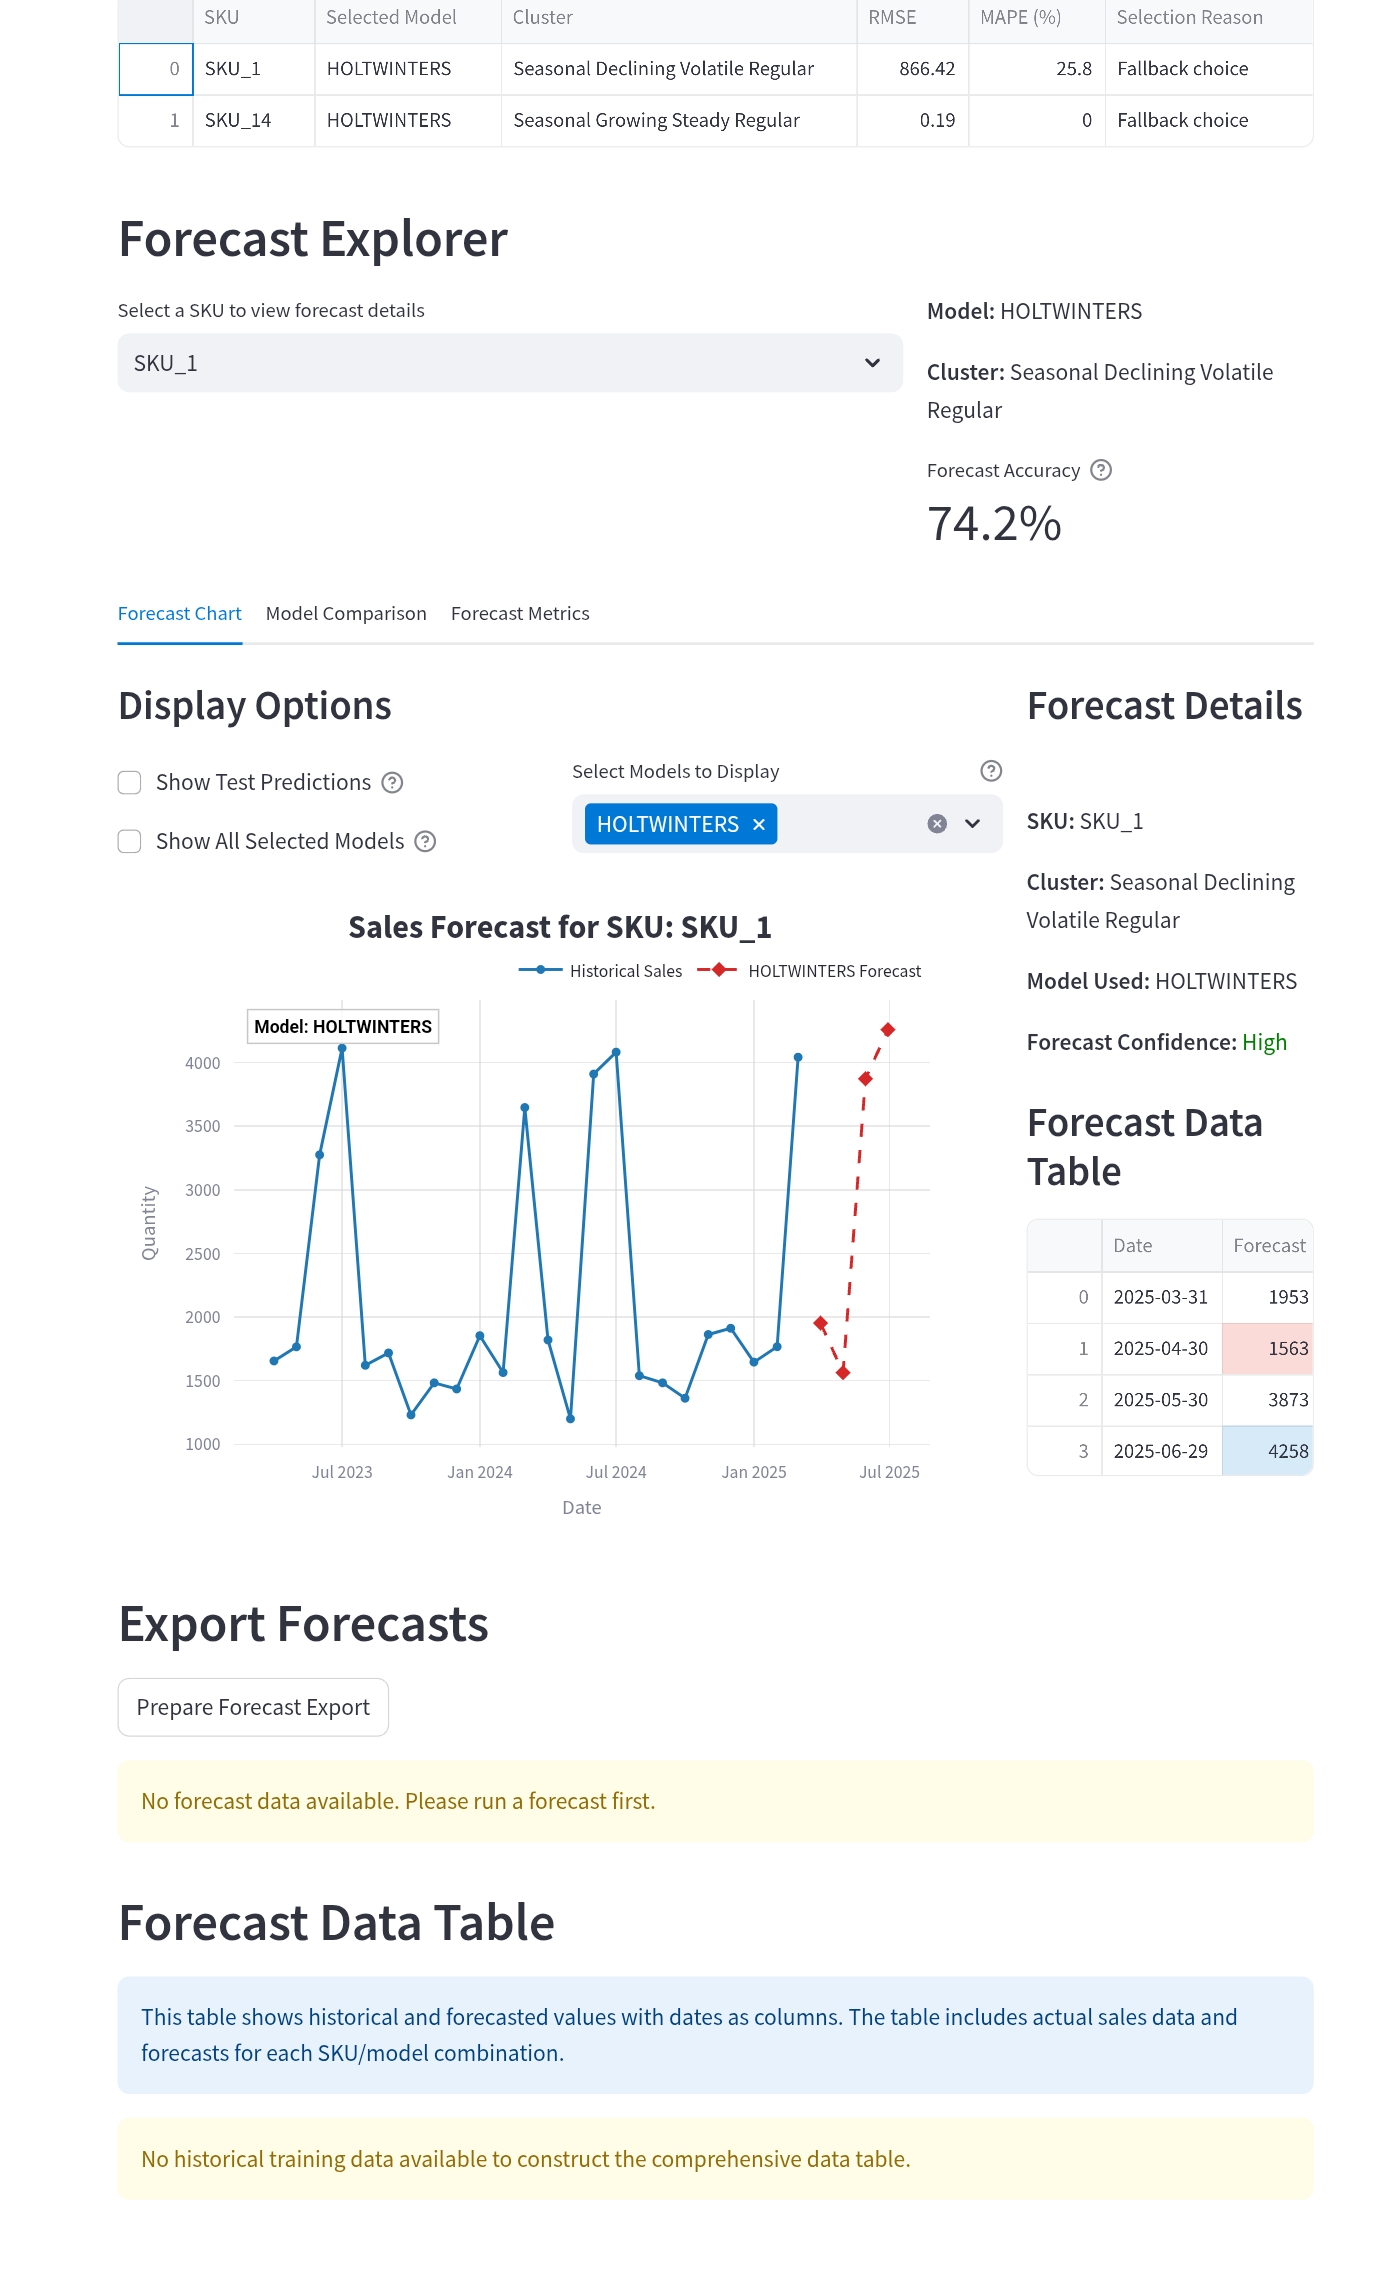 SKU Selected Model Cluster RMSE MAPE (%) Selection Reason
0 SKU_1 HOLTWINTERS Seasonal Declining Volatile Regular 866.42 25.8 Fallback choice
1 SKU_14 HOLTWINTERS Seasonal Growing Steady Regular 0.19 0 Fallback choice
Forecast Explorer
Select a SKU to view forecast details
SKU_1
Model: HOLTWINTERS
Cluster: Seasonal Declining Volatile
Regular
Forecast Accuracy
74.2%
Forecast Chart Model Comparison Forecast Metrics
Display Options
Show Test Predictions
Show All Selected Models
Select Models to Display
HOLTWINTERS
Sales Forecast for SKU: SKU_1
Historical Sales HOLTWINTERS Forecast
Model: HOLTWINTERS
4000
3500
3000
2500
2000
1500
1000
Quantity
Jul 2023 Jan 2024 Jul 2024 Jan 2025 Jul 2025
Date
Forecast Details
SKU: SKU_1
Cluster: Seasonal Declining
Volatile Regular
Model Used: HOLTWINTERS
Forecast Confidence: High
Forecast Data
Table
Date Forecast
0 2025-03-31 1953
1 2025-04-30 1563
2 2025-05-30 3873
3 2025-06-29 4258
Export Forecasts
Prepare Forecast Export
No forecast data available. Please run a forecast first.
Forecast Data Table
This table shows historical and forecasted values with dates as columns. The table includes actual sales data and
forecasts for each SKU/model combination.
No historical training data available to construct the comprehensive data table.